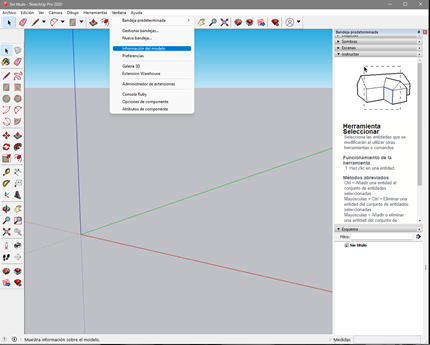 Sin título - SketchUp Pro 2020
Archivo Edición Ver Cámara Dibujo Herramientas Ventana Ayuda
Bandeja predeterminada
Gestionar bandejas...
Nueva bandeja...
Información del modelo
Preferencias
Galería 3D
Extension Warehouse
Administrador de extensiones
Consola Ruby
Opciones de componente
Atributos de componente
Bandeja predeterminada
Sombras
Escenas
Instructor
Herramienta
Seleccionar
Selecciona las entidades que se
modificarán al utilizar otras
herramientas o comandos.
Funcionamiento de la
herramienta
1. Haz clic en una entidad.
Métodos abreviados
Ctrl = Añadir una entidad al
conjunto de entidades
seleccionadas
Mayúsculas + Ctrl = Eliminar una
entidad del conjunto de entidades
seleccionadas
Mayúsculas = Añadir o eliminar
una entidad del conjunto de
Esquema
Filtro:
Sin título
Muestra información sobre el modelo.
Medidas